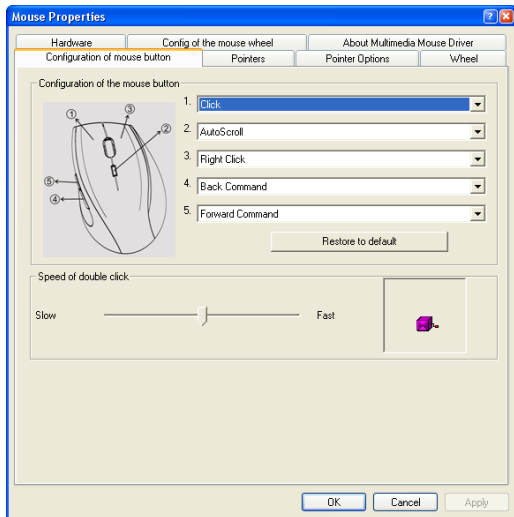 Mouse Properties
Hardware
Config of the mouse wheel
About Multimedia Mouse Driver
Configuration of mouse button
Pointers
Pointer Options
Wheel
Configuration of the mouse button
① ③ ② ⑤ ④
1. Click
2. AutoScroll
3. Right Click
4. Back Command
5. Forward Command
Restore to default
Speed of double click
Slow
Fast
OK
Cancel
Apply